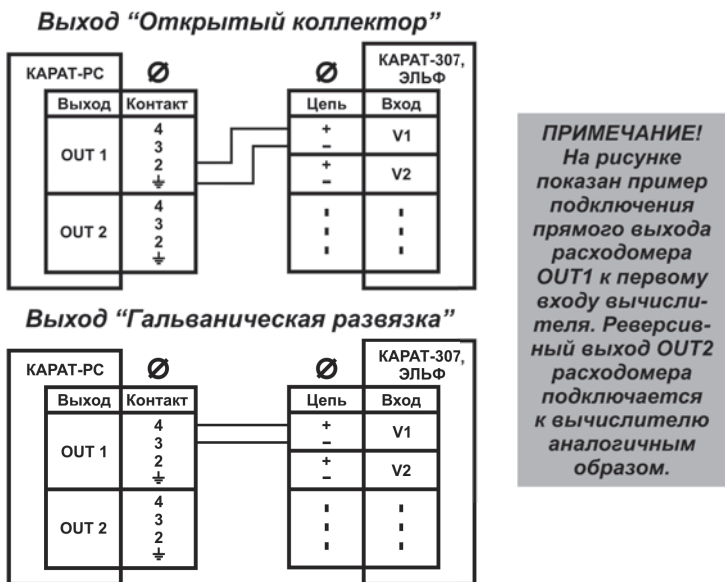 Выход “Открытый коллектор”
КАРАТ-РС
Ø
Ø
КАРАТ-307,
ЭЛЬФ
Выход Контакт
Цепь Вход
OUT 1
4
3
2
⏚
+
–
V1
+
–
V2
OUT 2
4
3
2
⏚
Выход “Гальваническая развязка”
КАРАТ-РС
Ø
Ø
КАРАТ-307,
ЭЛЬФ
Выход Контакт
Цепь Вход
OUT 1
4
3
2
⏚
+
–
V1
+
–
V2
OUT 2
4
3
2
⏚
ПРИМЕЧАНИЕ!
На рисунке
показан пример
подключения
прямого выхода
расходомера
OUT1 к первому
входу вычисли-
теля. Реверсив-
ный выход OUT2
расходомера
подключается
к вычислителю
аналогичным
образом.